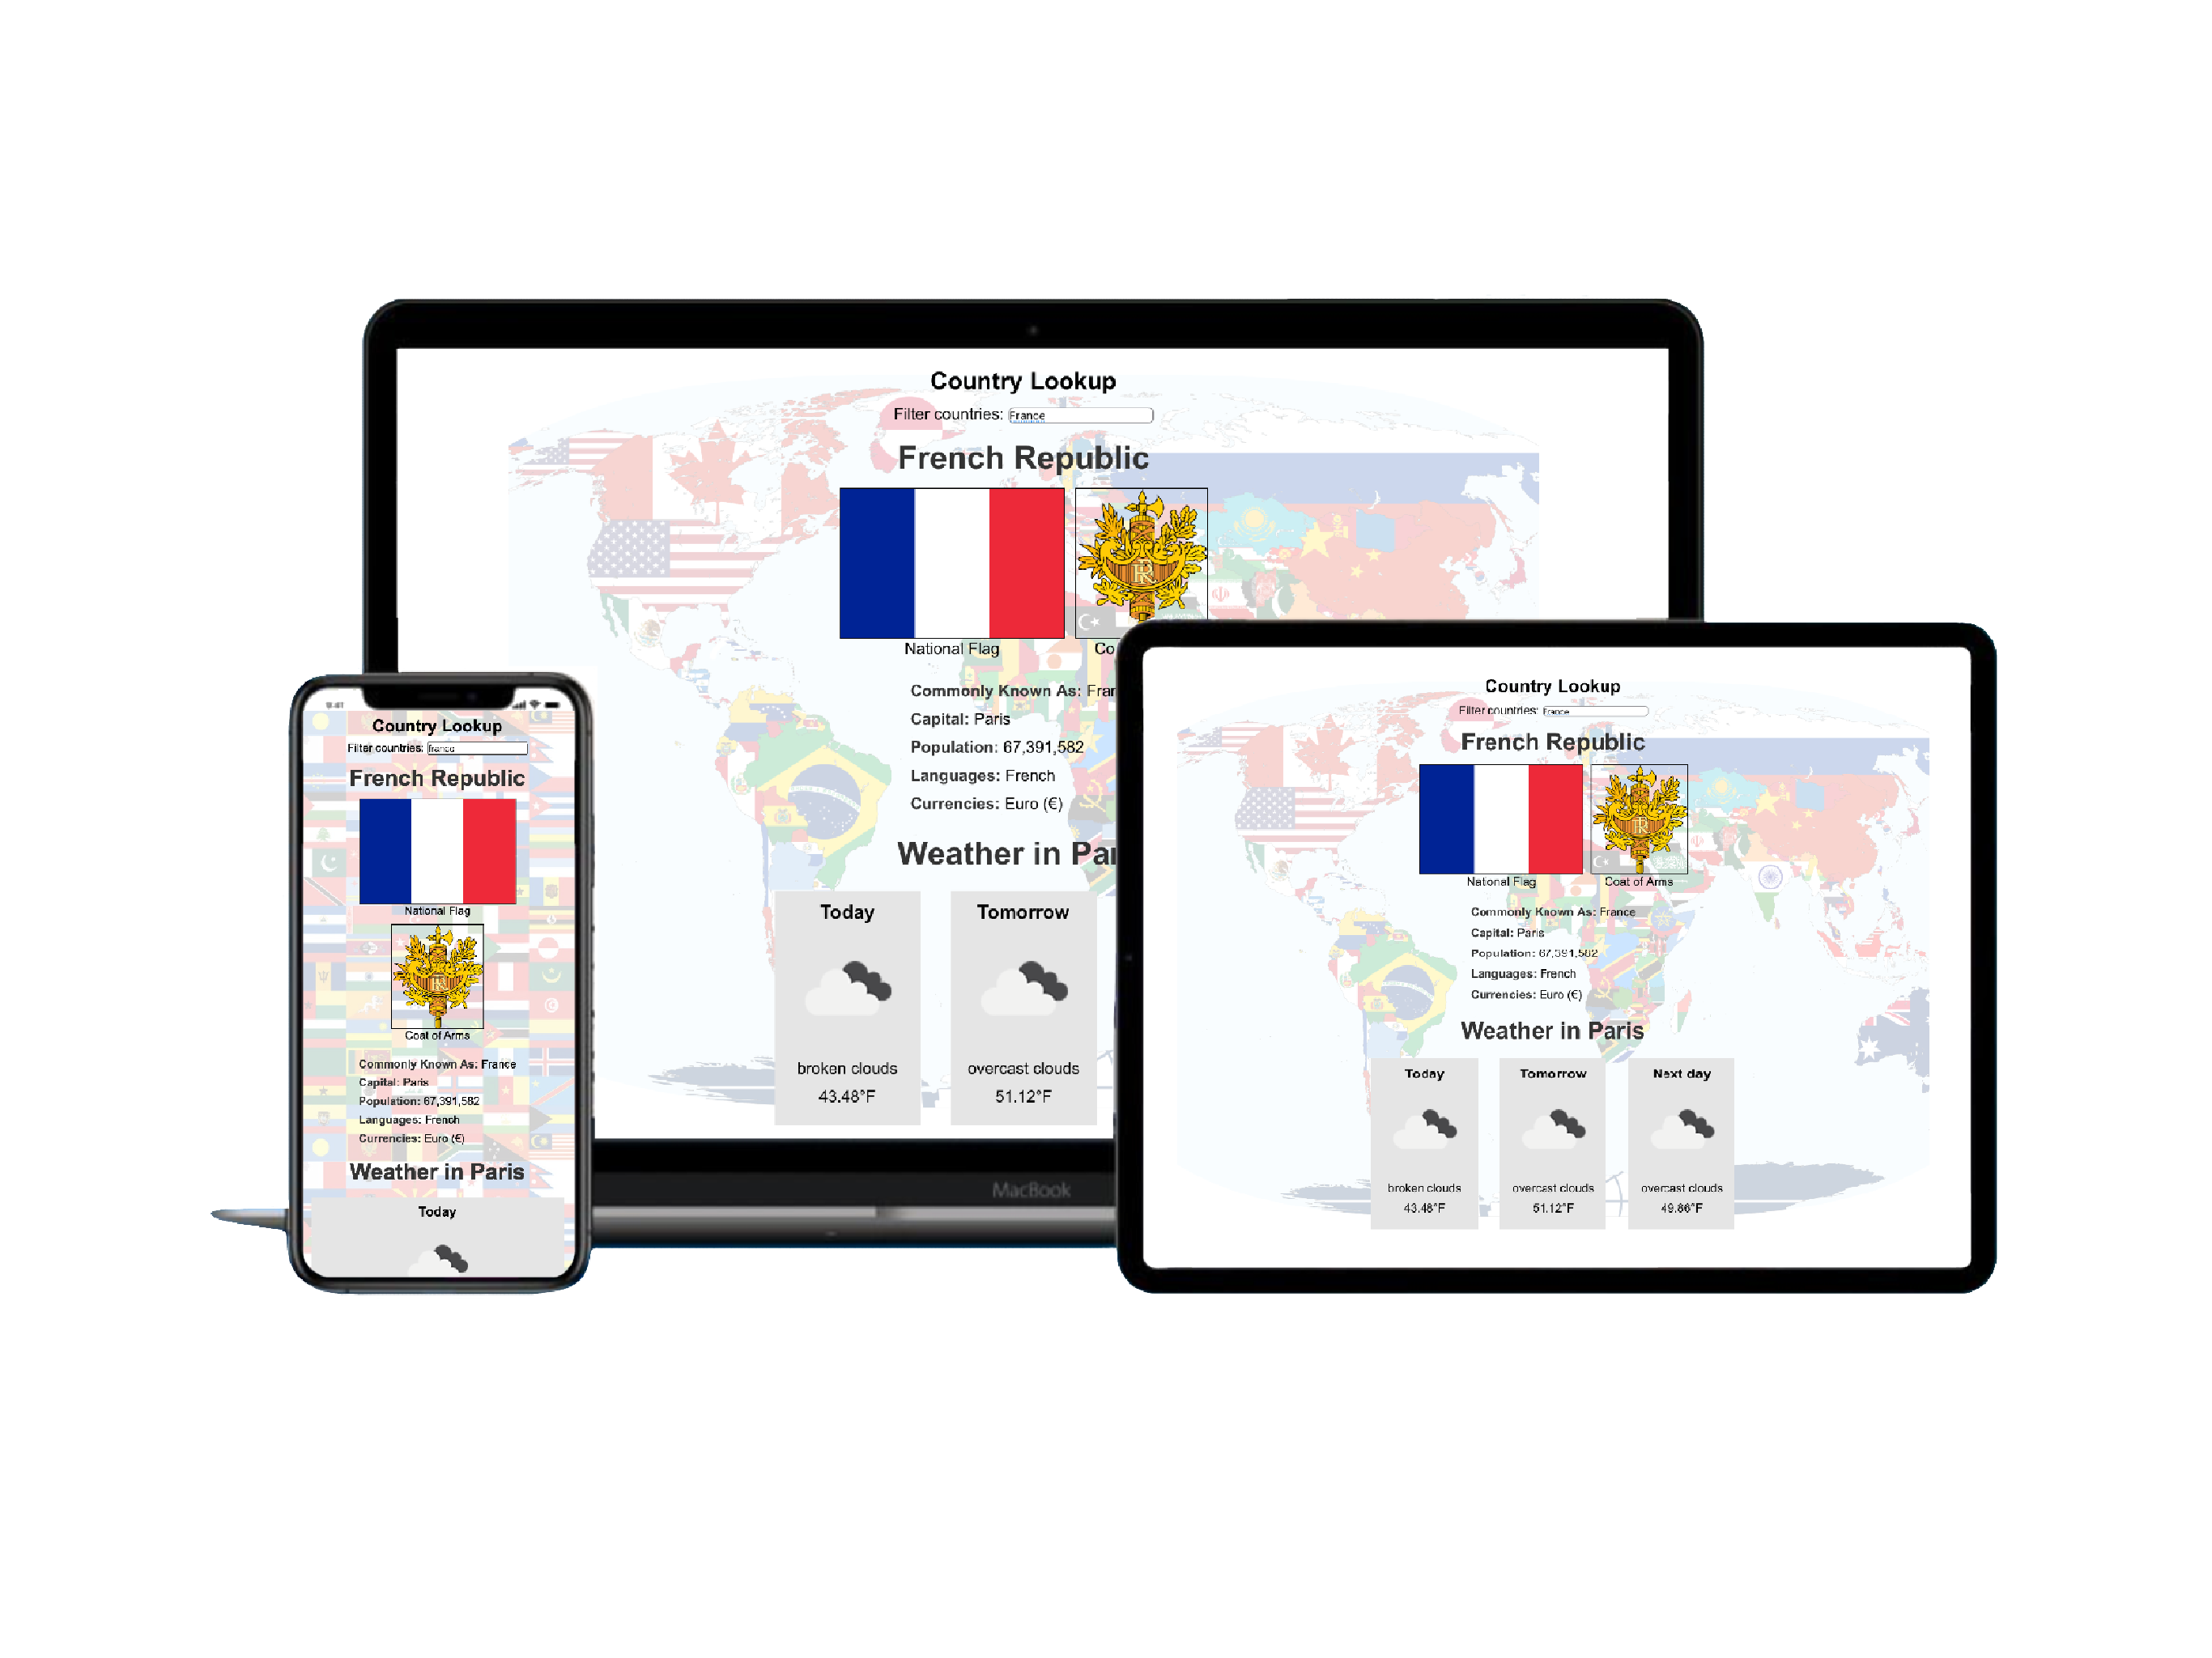 Country Lookup
Filter countries: France
French Republic
National Flag
Co
Commonly Known As: Fran
Capital: Paris
Population: 67,391,582
Languages: French
Currencies: Euro (€)
Weather in Par
Today
Tomorrow
broken clouds
overcast clouds
43.48°F
51.12°F
MacBook
Country Lookup
Filter countries: france
French Republic
National Flag
Coat of Arms
Commonly Known As: France
Capital: Paris
Population: 67,391,582
Languages: French
Currencies: Euro (€)
Weather in Paris
Today
Country Lookup
Filter countries: France
French Republic
National Flag
Coat of Arms
Commonly Known As: France
Capital: Paris
Population: 67,391,582
Languages: French
Currencies: Euro (€)
Weather in Paris
Today
Tomorrow
Next day
broken clouds
overcast clouds
overcast clouds
43.48°F
51.12°F
49.86°F